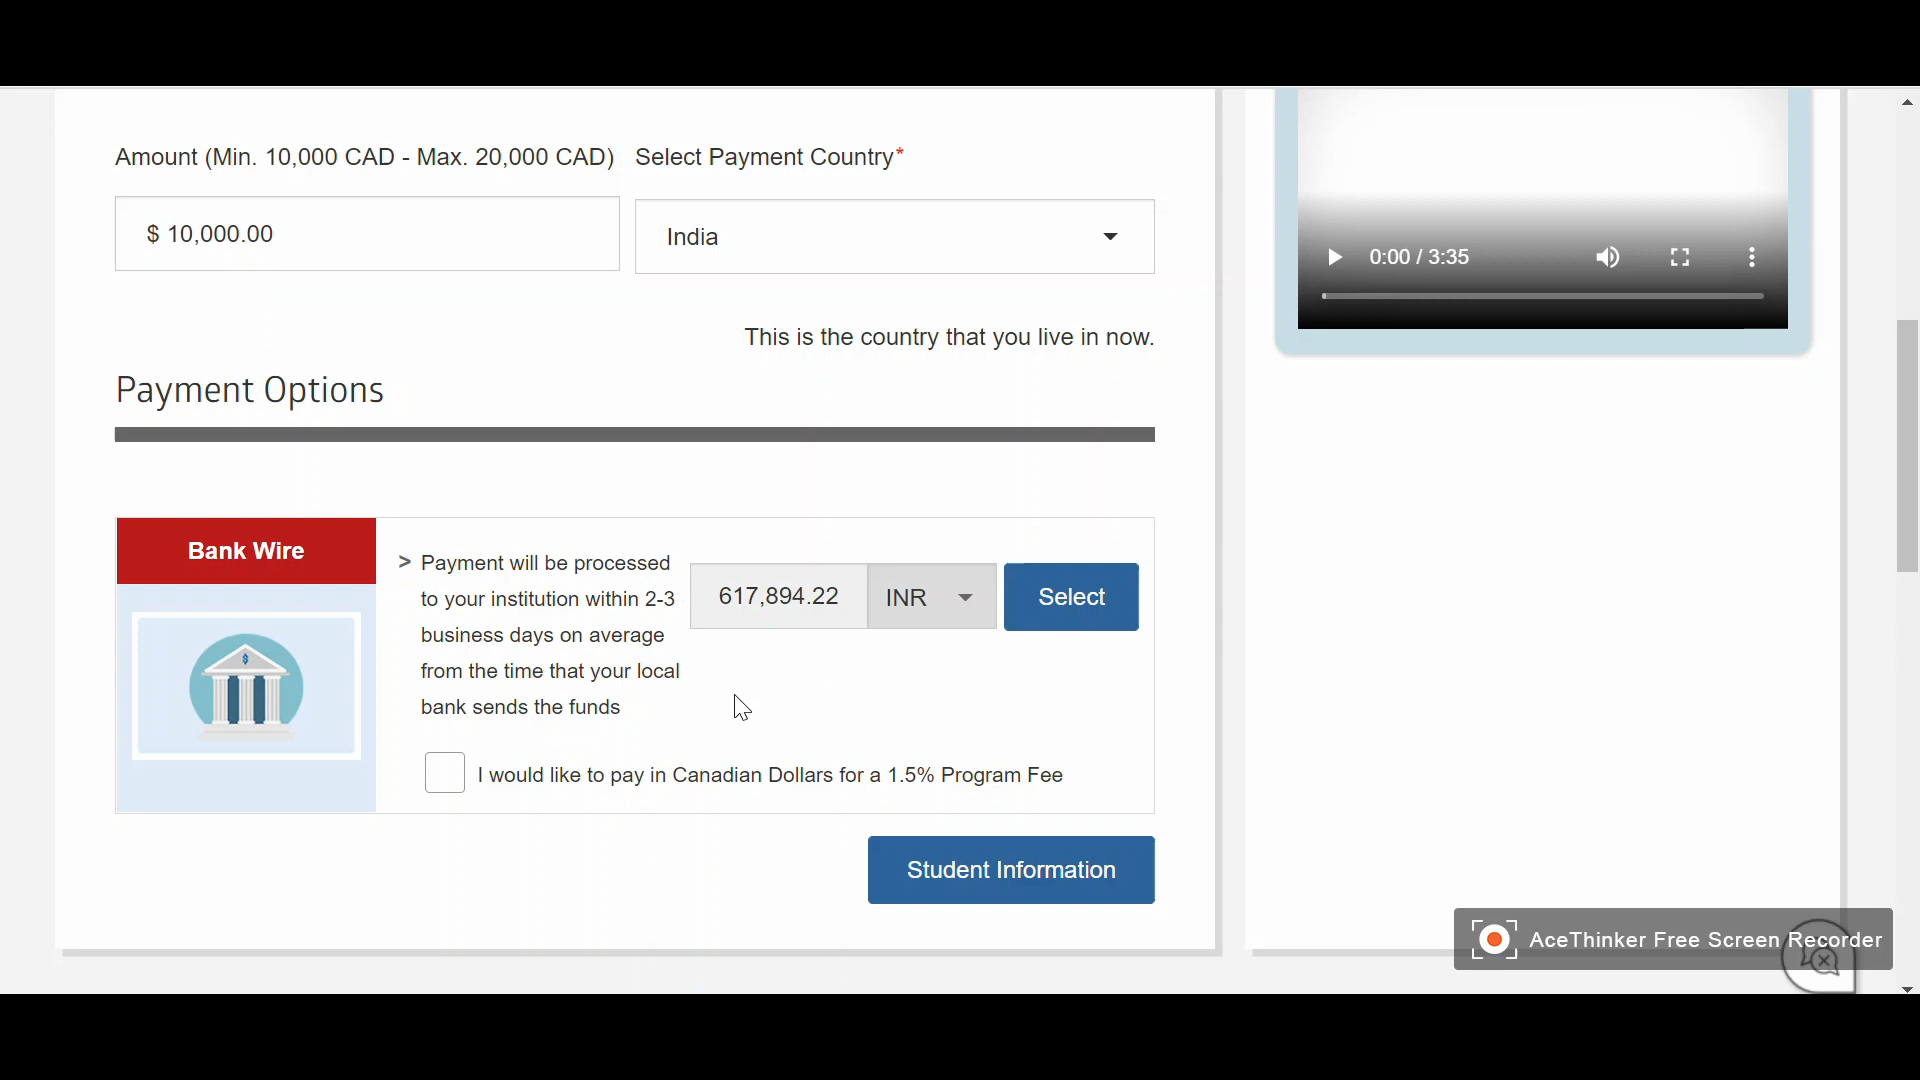 Amount (Min. 10,000 CAD - Max. 20,000 CAD)
Select Payment Country*
$ 10,000.00
India
This is the country that you live in now.
0:00 / 3:35
Payment Options
Bank Wire
> Payment will be processed
to your institution within 2-3
business days on average
from the time that your local
bank sends the funds
617,894.22
INR
Select
I would like to pay in Canadian Dollars for a 1.5% Program Fee
Student Information
AceThinker Free Screen Recorder